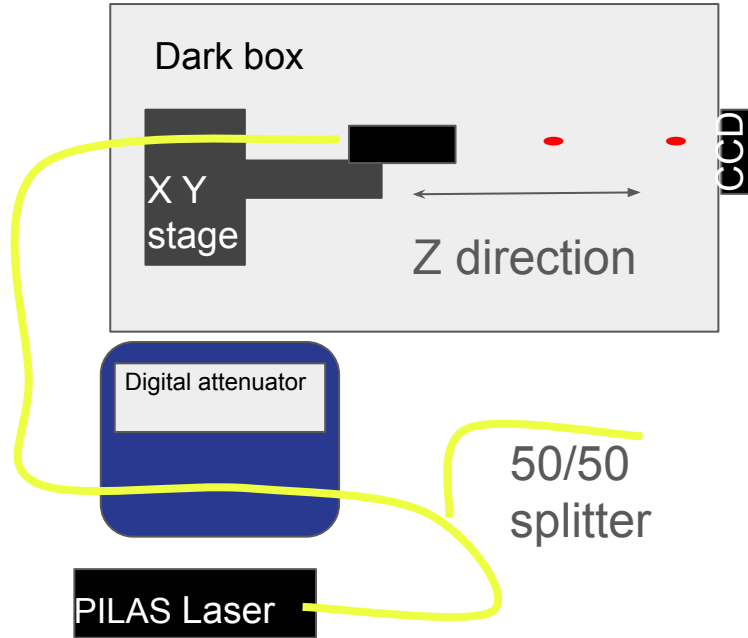 Dark box
X Y
stage
CCD
Z direction
Digital attenuator
50/50
splitter
PILAS Laser